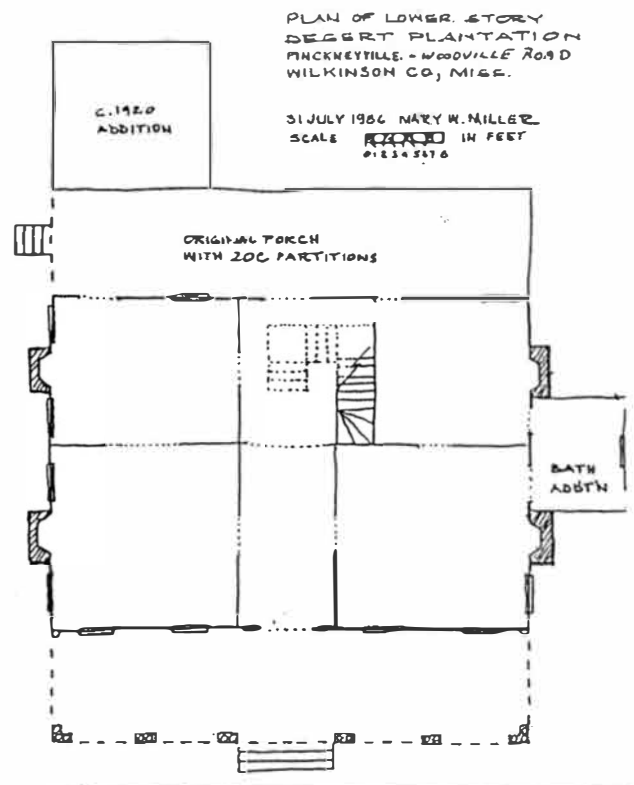 PLAN OF LOWER STORY
DESERT PLANTATION
PINCKNEYVILLE - WOODVILLE ROAD
WILKINSON CO, MISS.
31 JULY 1986 MARY W. MILLER
SCALE IN FEET
0 1 2 3 4 5 6 7 8
C. 1920
ADDITION
ORIGINAL PORCH
WITH 20C PARTITIONS
BATH
ADDT'N